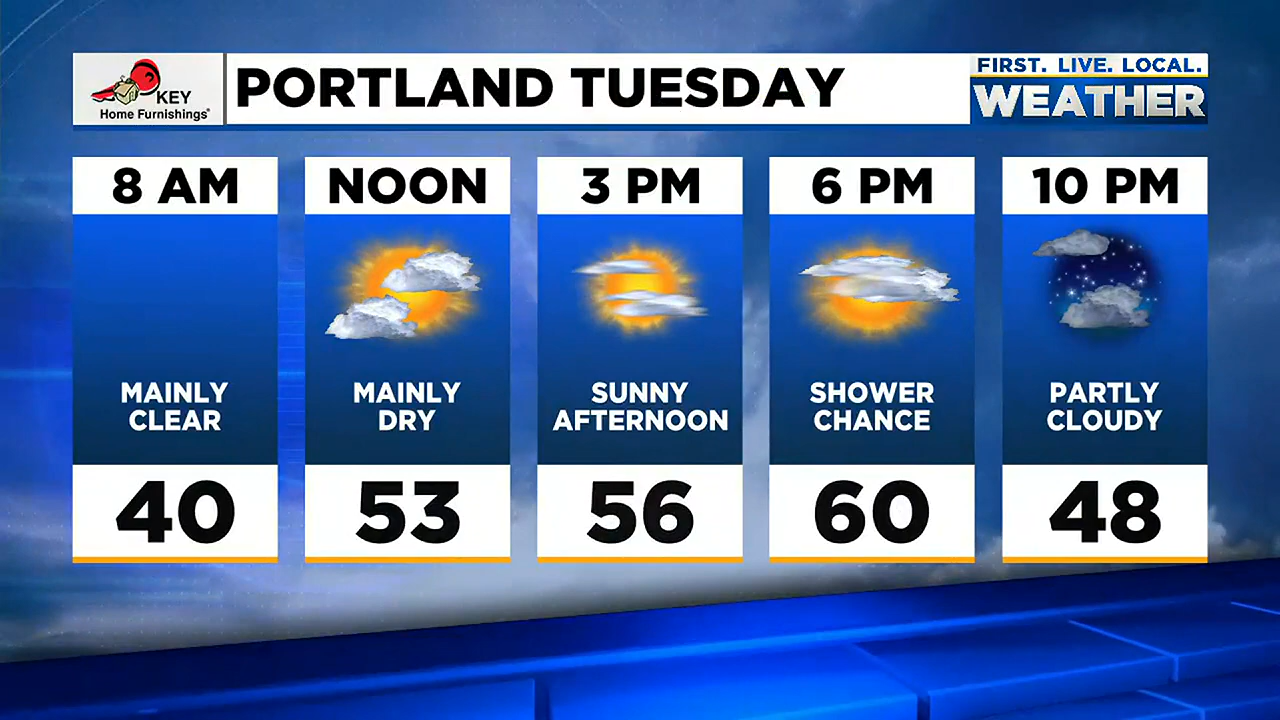 KEY
Home Furnishings®
PORTLAND TUESDAY
FIRST. LIVE. LOCAL.
WEATHER
8 AM
MAINLY
CLEAR
40
NOON
MAINLY
DRY
53
3 PM
SUNNY
AFTERNOON
56
6 PM
SHOWER
CHANCE
60
10 PM
PARTLY
CLOUDY
48